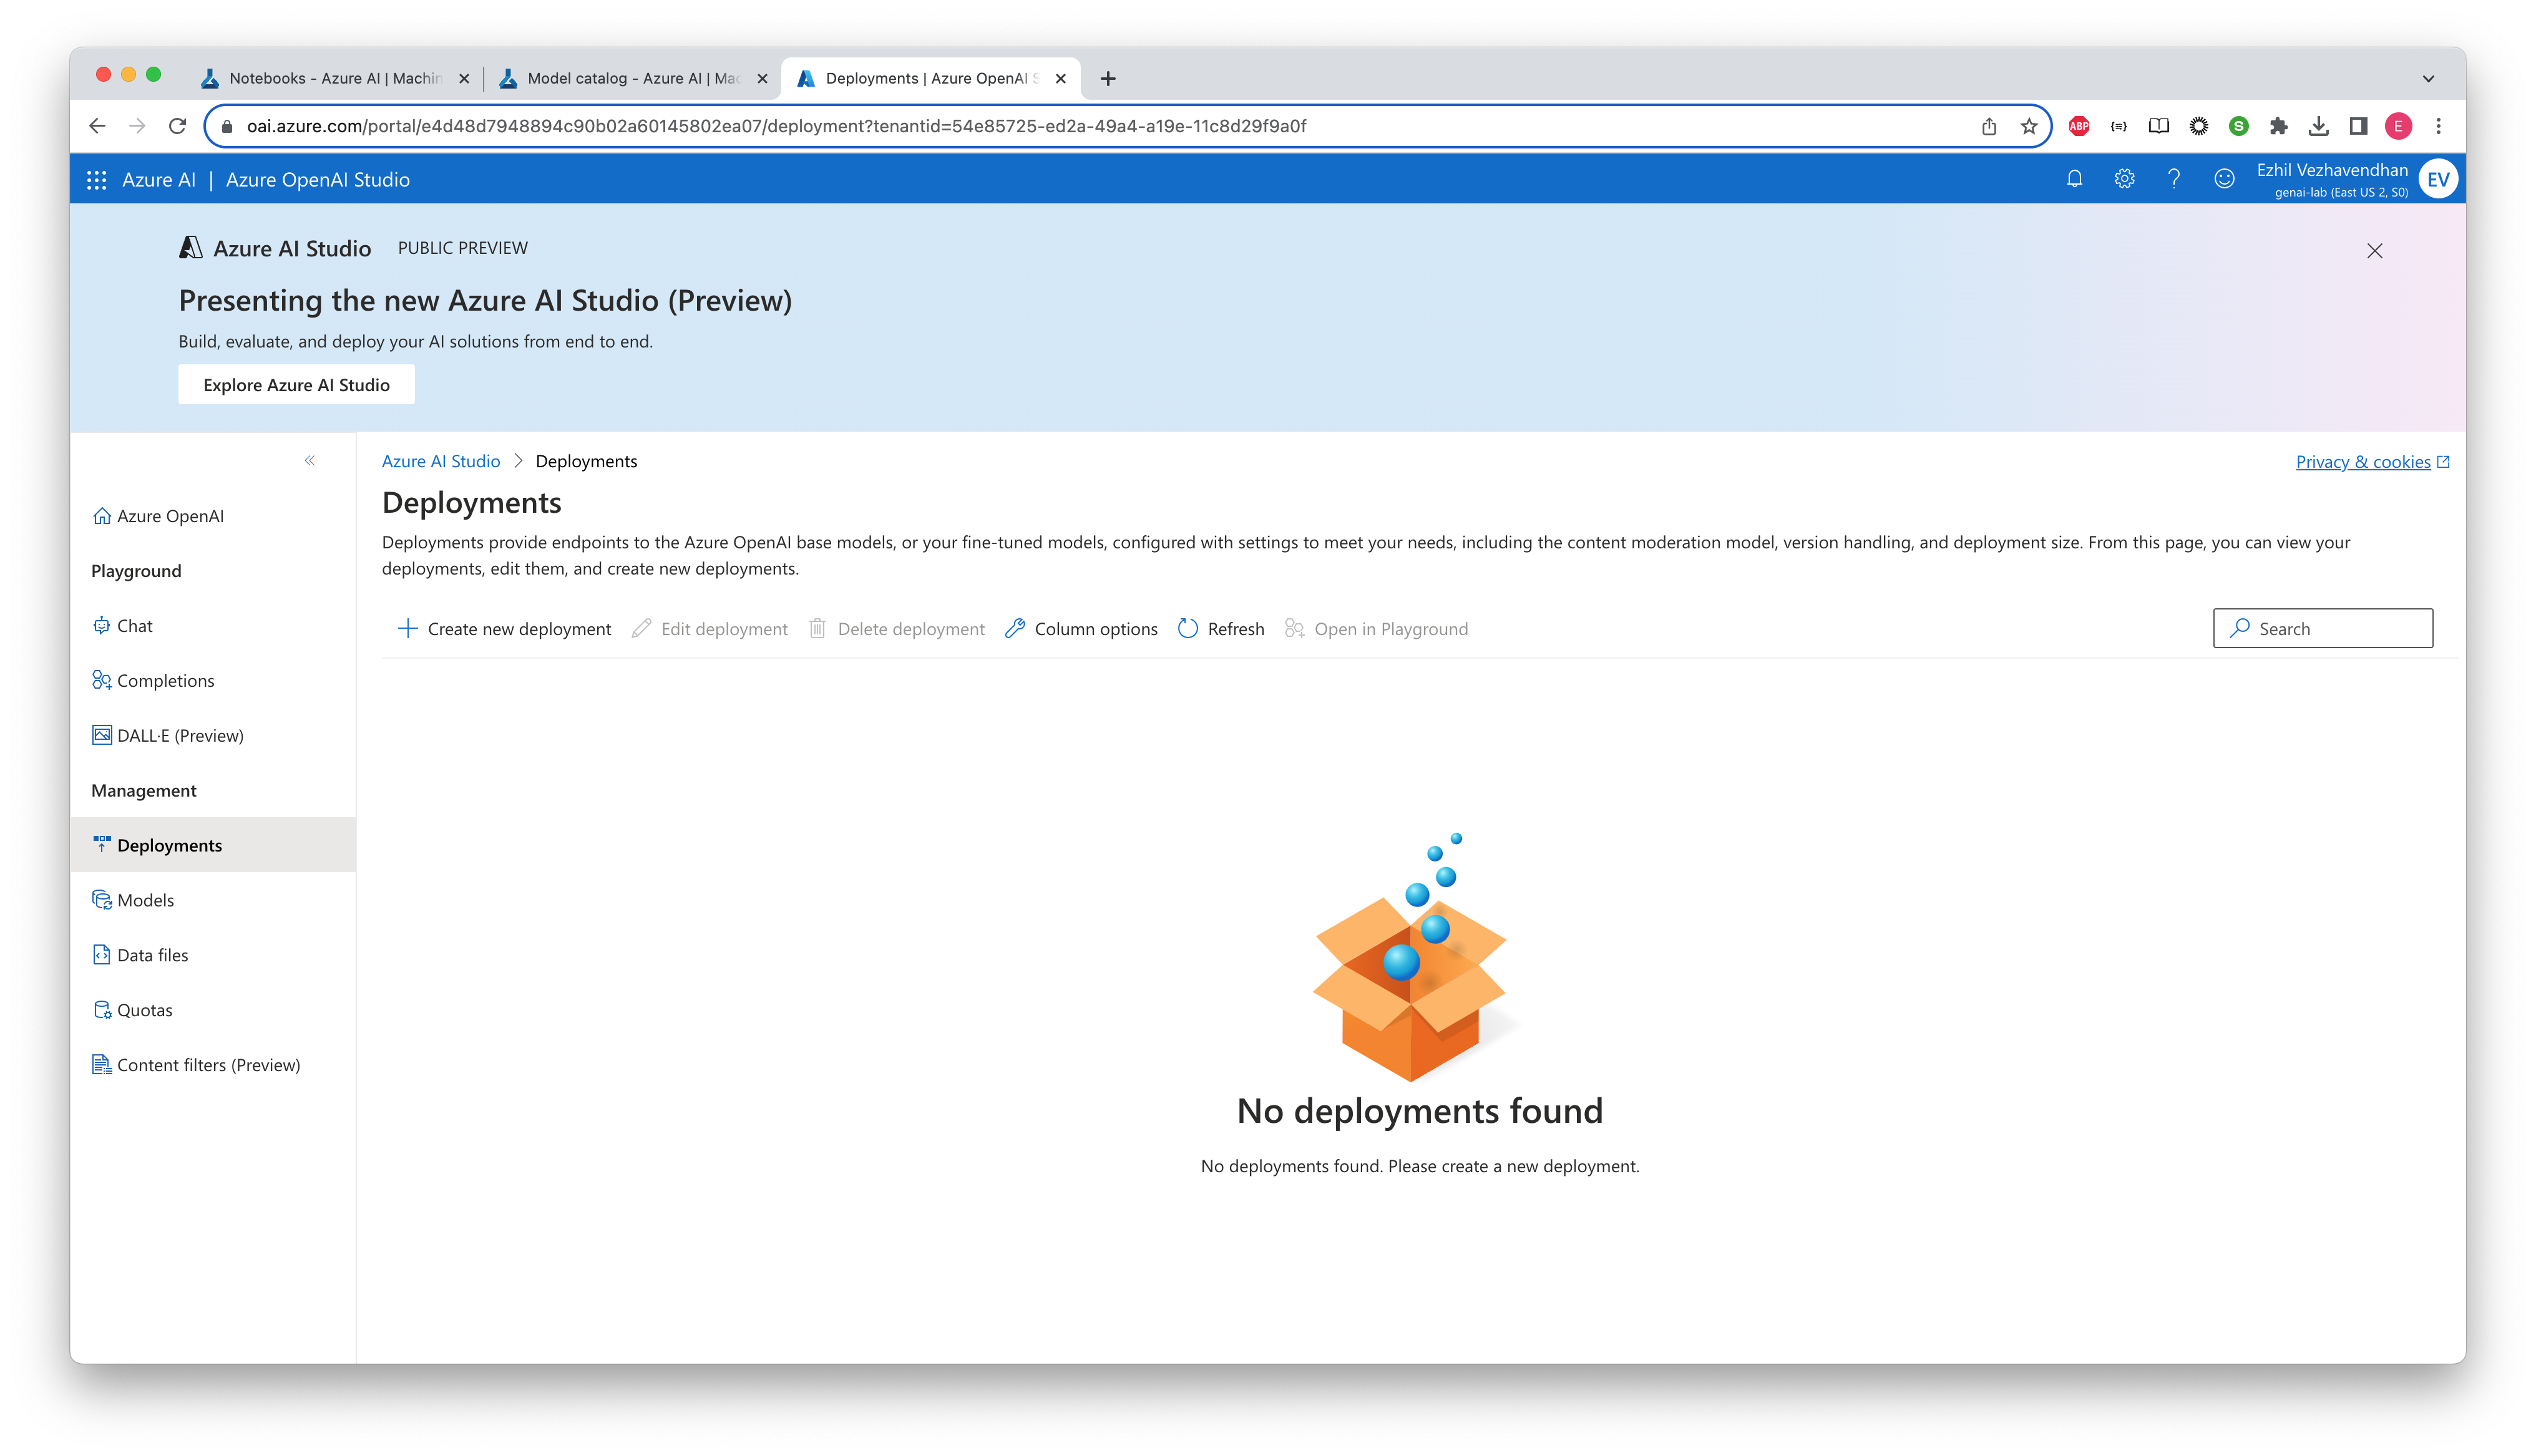 Notebooks - Azure AI | Machin
Model catalog - Azure AI | Mac
Deployments | Azure OpenAI S
oai.azure.com/portal/e4d48d7948894c90b02a60145802ea07/deployment?tenantid=54e85725-ed2a-49a4-a19e-11c8d29f9a0f
ABP
S
E
Azure AI | Azure OpenAI Studio
Ezhil Vezhavendhan
genai-lab (East US 2, S0)
EV
Azure AI Studio PUBLIC PREVIEW
Presenting the new Azure AI Studio (Preview)
Build, evaluate, and deploy your AI solutions from end to end.
Explore Azure AI Studio
Azure OpenAI
Playground
Chat
Completions
DALL·E (Preview)
Management
Deployments
Models
Data files
Quotas
Content filters (Preview)
Azure AI Studio > Deployments
Privacy & cookies
Deployments
Deployments provide endpoints to the Azure OpenAI base models, or your fine-tuned models, configured with settings to meet your needs, including the content moderation model, version handling, and deployment size. From this page, you can view your
deployments, edit them, and create new deployments.
Create new deployment Edit deployment Delete deployment Column options Refresh Open in Playground
Search
No deployments found
No deployments found. Please create a new deployment.